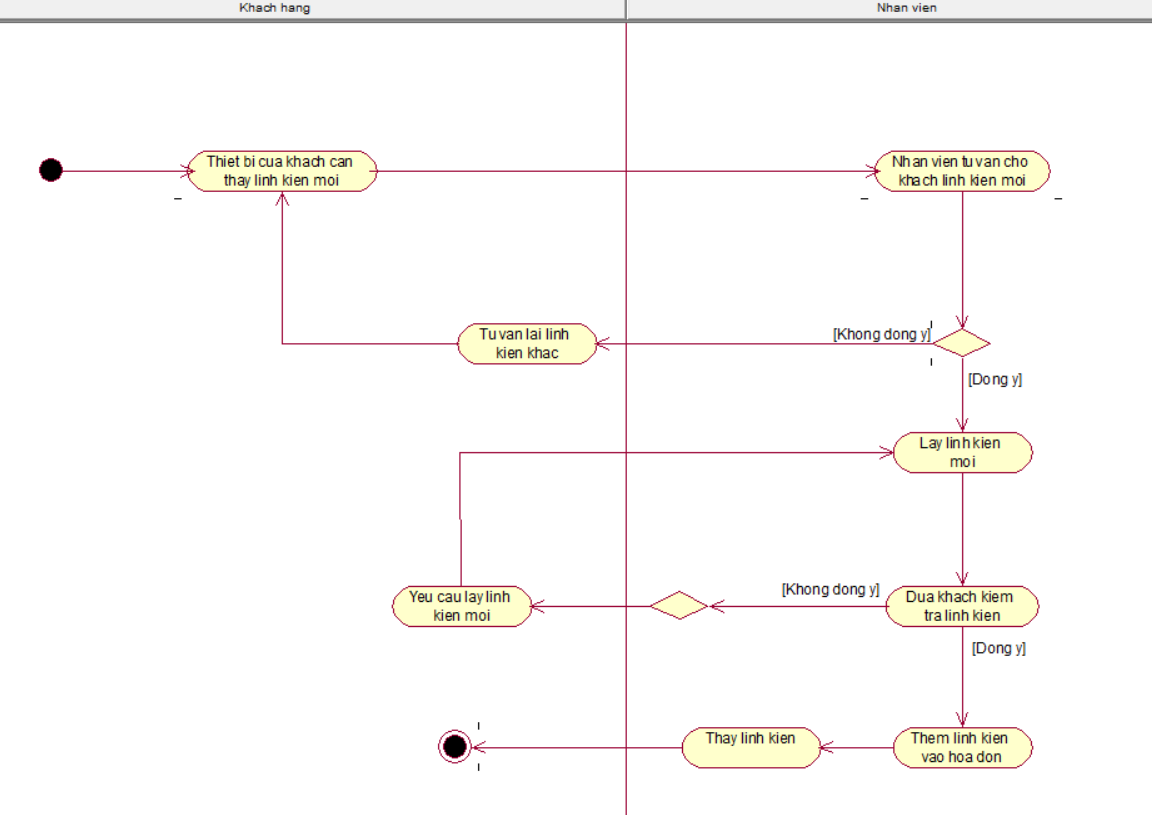 Khach hang
Nhan vien
Thiet bi cua khach can
thay linh kien moi
Nhan vien tu van cho
khach linh kien moi
Tu van lai linh
kien khac
[Khong dong y]
[Dong y]
Lay linh kien
moi
Yeu cau lay linh
kien moi
[Khong dong y]
Dua khach kiem
tra linh kien
[Dong y]
Thay linh kien
Them linh kien
vao hoa don